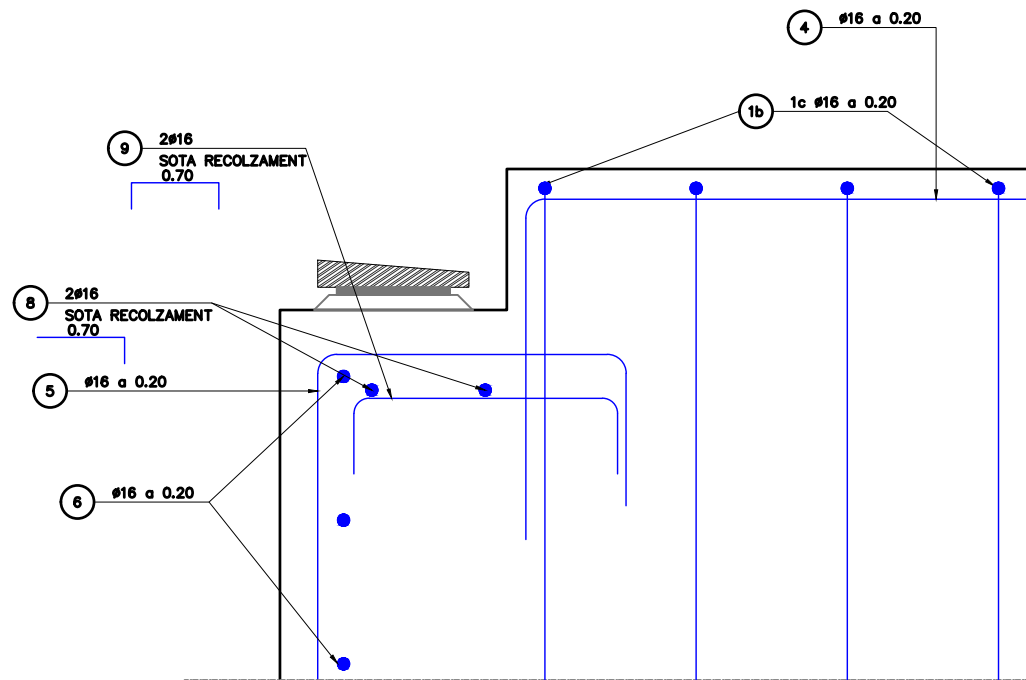 4 ø16 a 0.20
1b 1c ø16 a 0.20
9 2ø16
SOTA RECOLZAMENT
0.70
8 2ø16
SOTA RECOLZAMENT
0.70
5 ø16 a 0.20
6 ø16 a 0.20